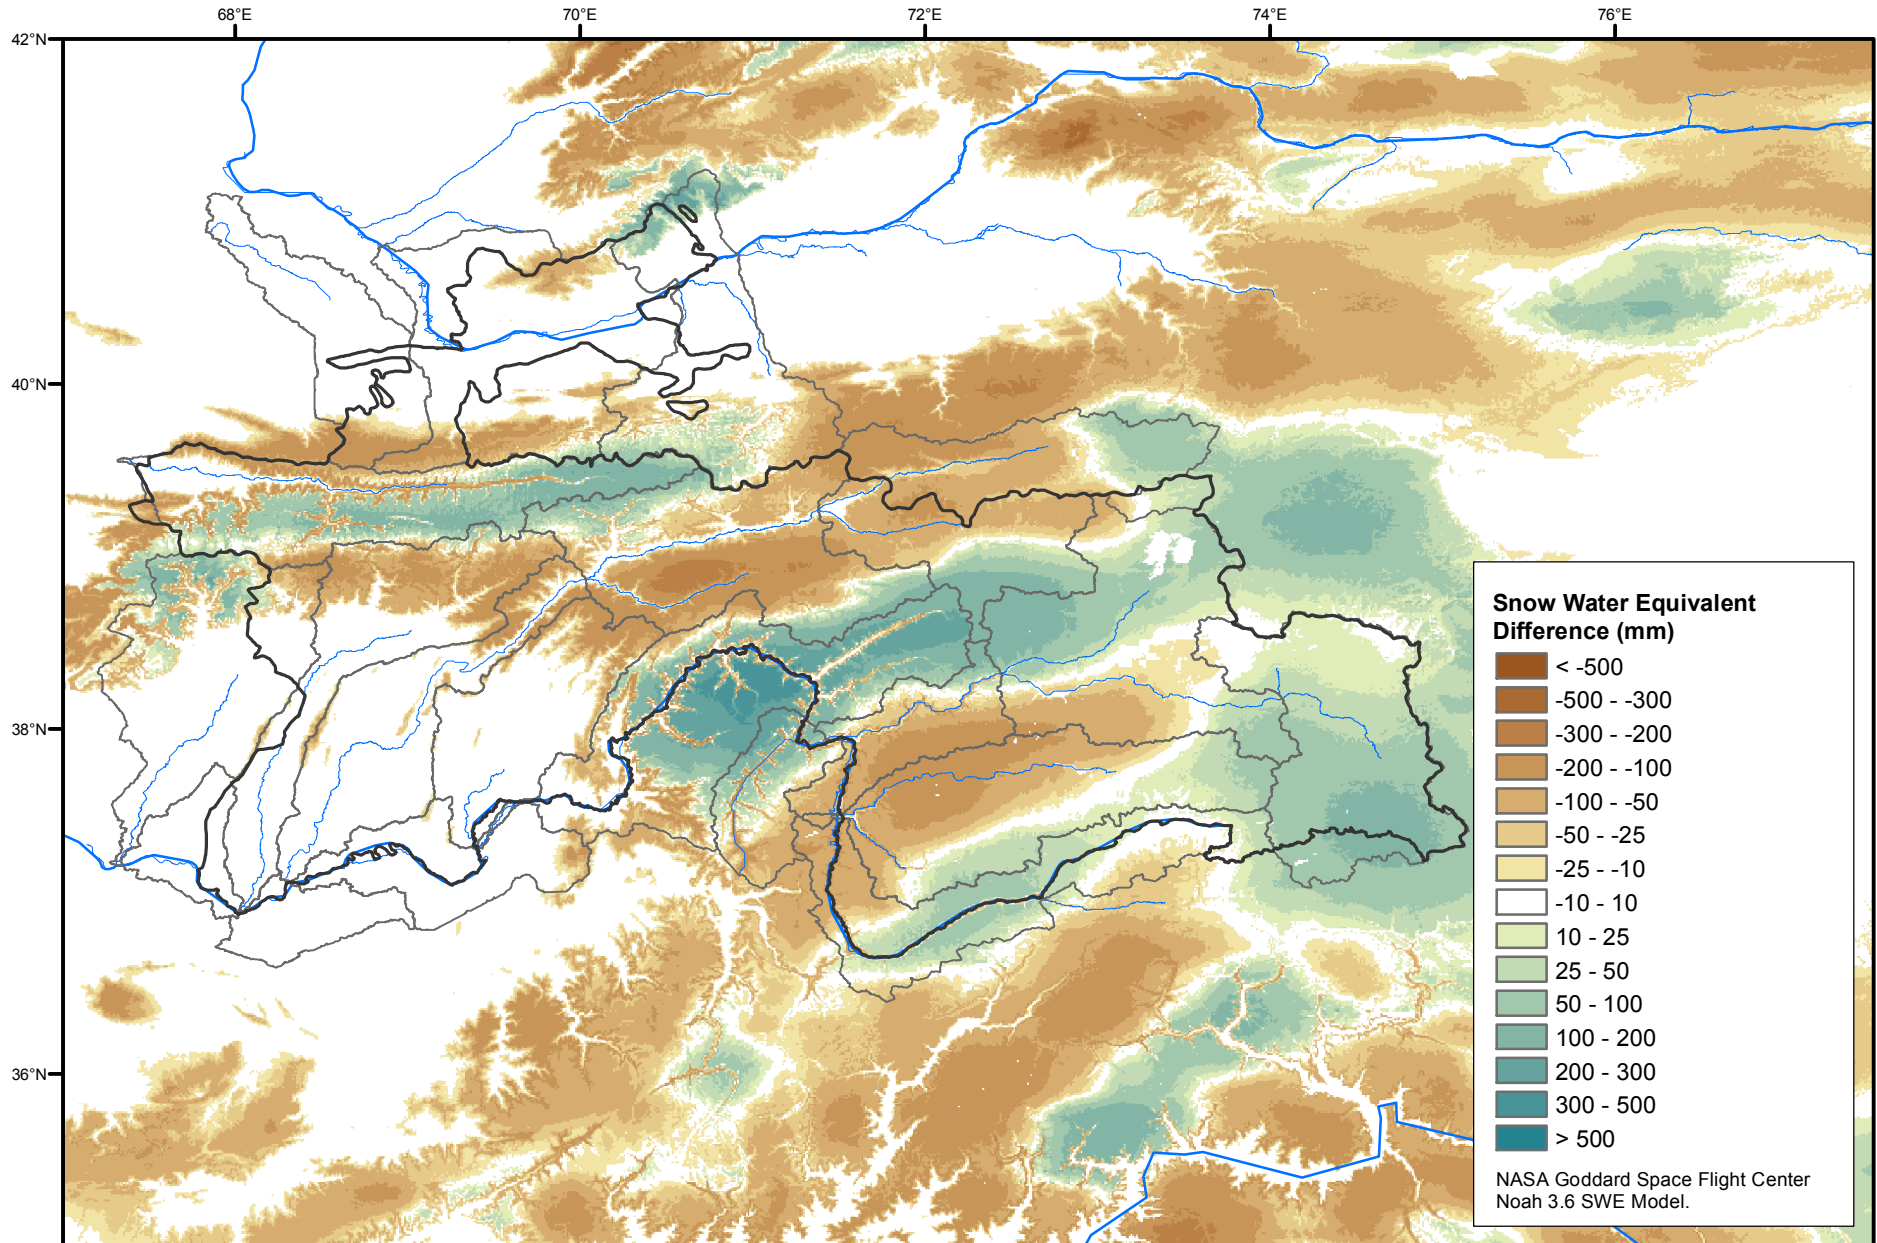 68°E 70°E 72°E 74°E 76°E
42°N
40°N
38°N
36°N
Snow Water Equivalent
Difference (mm)
< -500
-500 - -300
-300 - -200
-200 - -100
-100 - -50
-50 - -25
-25 - -10
-10 - 10
10 - 25
25 - 50
50 - 100
100 - 200
200 - 300
300 - 500
> 500
NASA Goddard Space Flight Center
Noah 3.6 SWE Model.